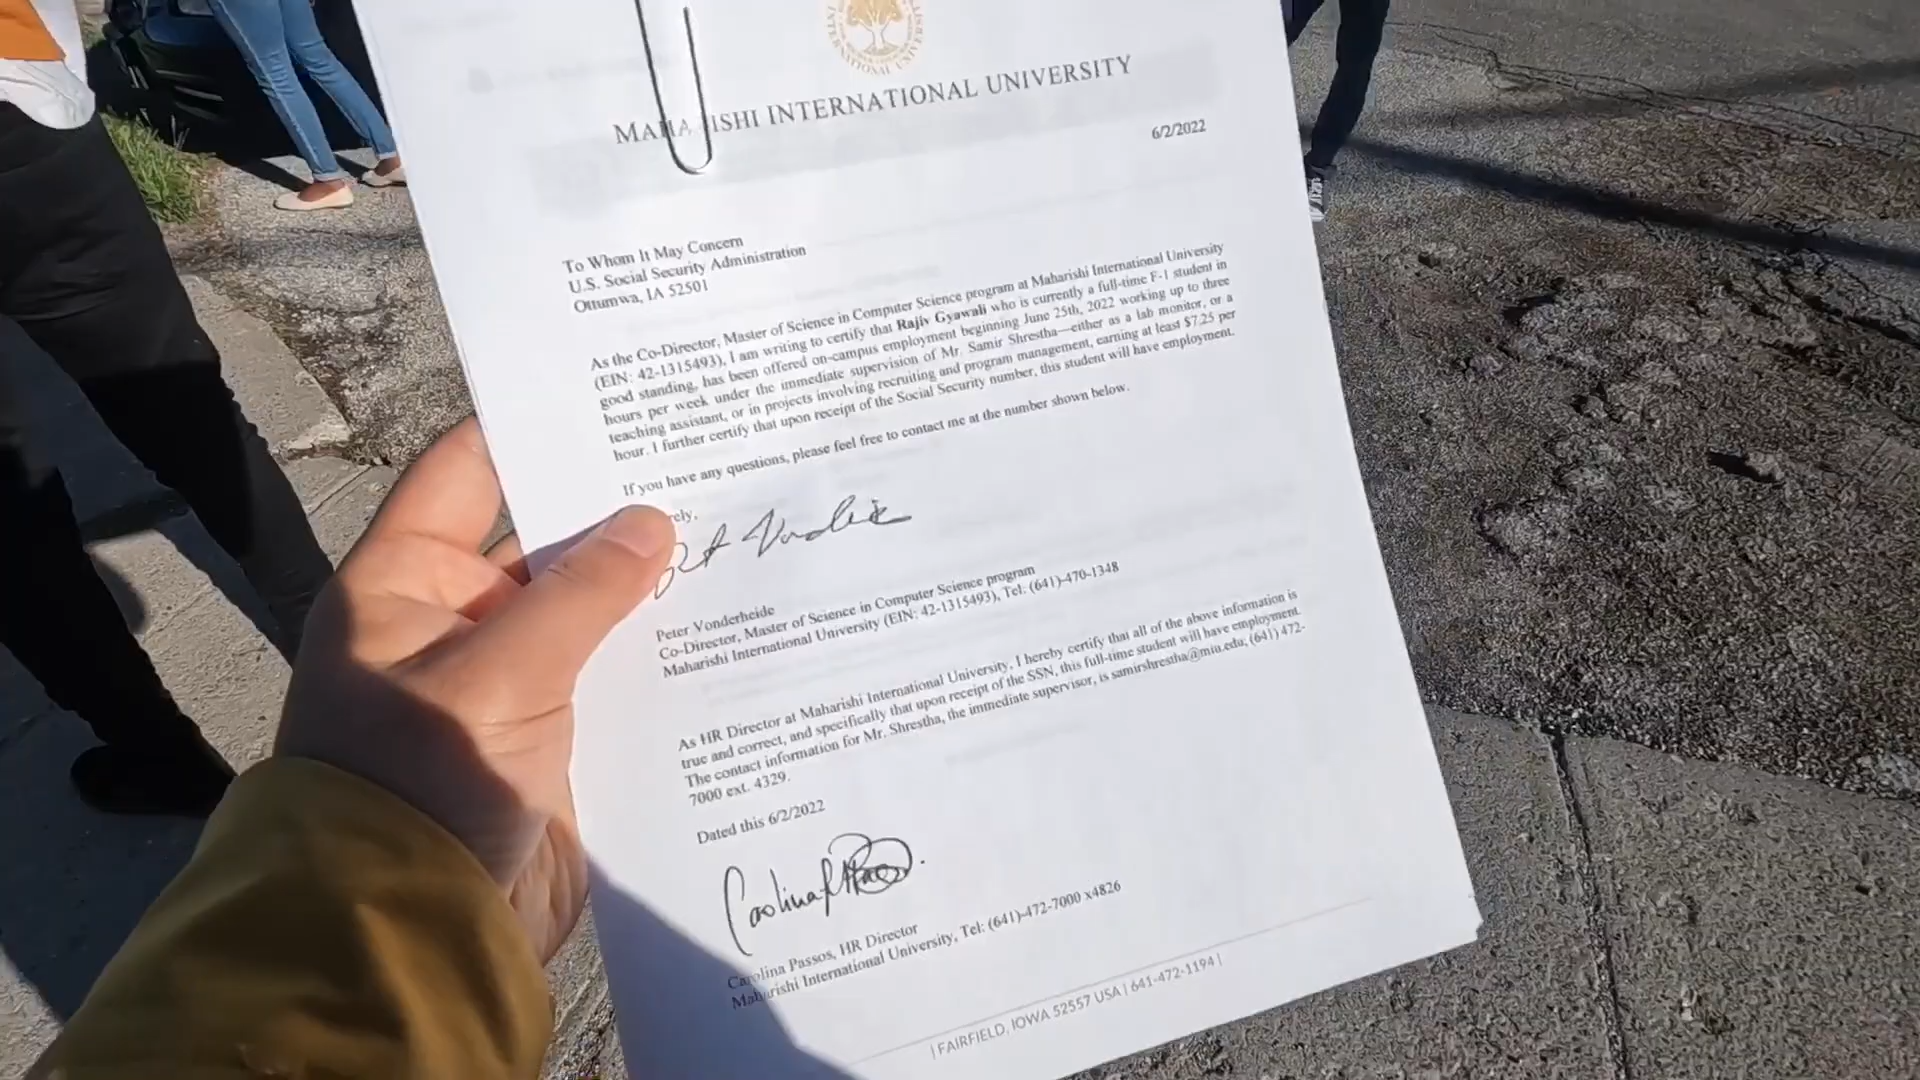 INTERNATIONAL UNIVERSITY
MAHA ISHI INTERNATIONAL UNIVERSITY
6/2/2022
To Whom It May Concern
U.S. Social Security Administration
Ottumwa, IA 52501
As the Co-Director, Master of Science in Computer Science program at Maharishi International University
(EIN: 42-1315493), I am writing to certify that Rajiv Gyawali who is currently a full-time F-1 student in
good standing, has been offered on-campus employment beginning June 25th, 2022 working up to three
hours per week under the immediate supervision of Mr. Samir Shrestha—either as a lab monitor, or a
teaching assistant, or in projects involving recruiting and program management, earning at least $7.25 per
hour. I further certify that upon receipt of the Social Security number, this student will have employment.
If you have any questions, please feel free to contact me at the number shown below.
rely,
Peter Vonderheide
Co-Director, Master of Science in Computer Science program
Maharishi International University (EIN: 42-1315493), Tel: (641)-470-1348
As HR Director at Maharishi International University, I hereby certify that all of the above information is
true and correct, and specifically that upon receipt of the SSN, this full-time student will have employment.
The contact information for Mr. Shrestha, the immediate supervisor, is samirshrestha@miu.edu, (641) 472-
7000 ext. 4329.
Dated this 6/2/2022
Carolina
Carolina Passos, HR Director
Maharishi International University, Tel: (641)-472-7000 x4826
| FAIRFIELD, IOWA 52557 USA | 641-472-1194 |